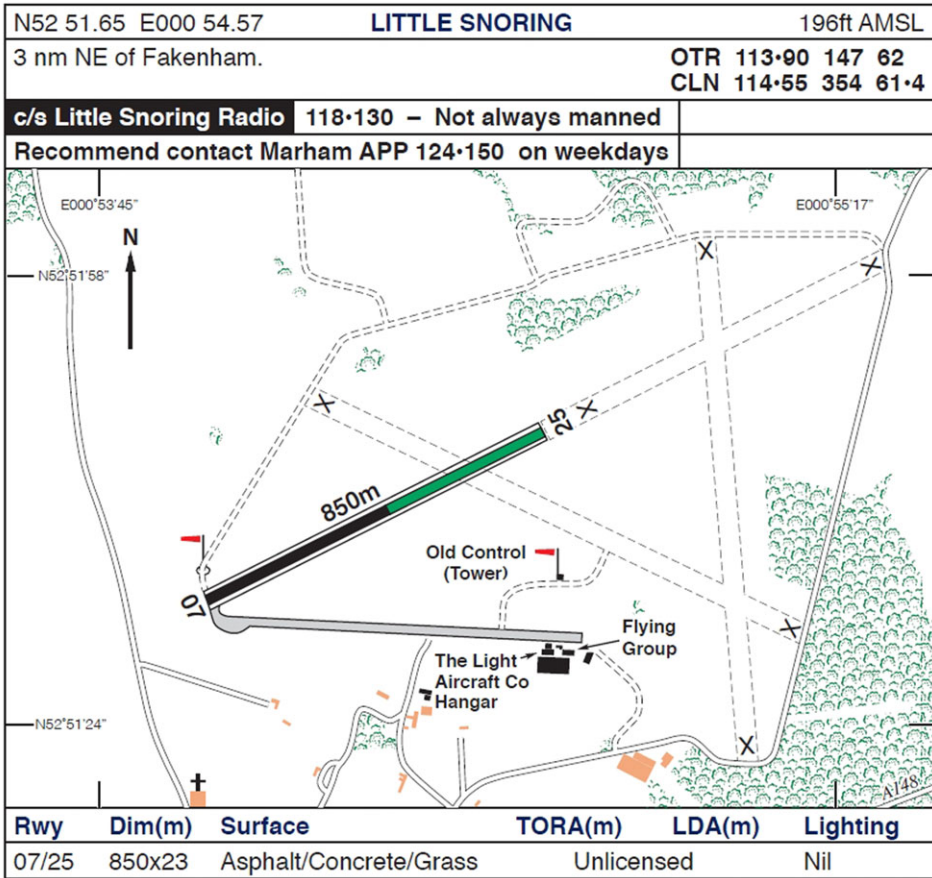 N52 51.65 E000 54.57 LITTLE SNORING 196ft AMSL
3 nm NE of Fakenham. OTR 113•90 147 62
CLN 114•55 354 61•4
c/s Little Snoring Radio 118•130 – Not always manned
Recommend contact Marham APP 124•150 on weekdays
E000°53'45" E000°55'17"
N
N52°51'58"
X X
X X
25
850m
Old Control
(Tower)
07
X
Flying
Group
The Light
Aircraft Co
Hangar
N52°51'24"
X
A148
Rwy Dim(m) Surface TORA(m) LDA(m) Lighting
07/25 850x23 Asphalt/Concrete/Grass Unlicensed Nil